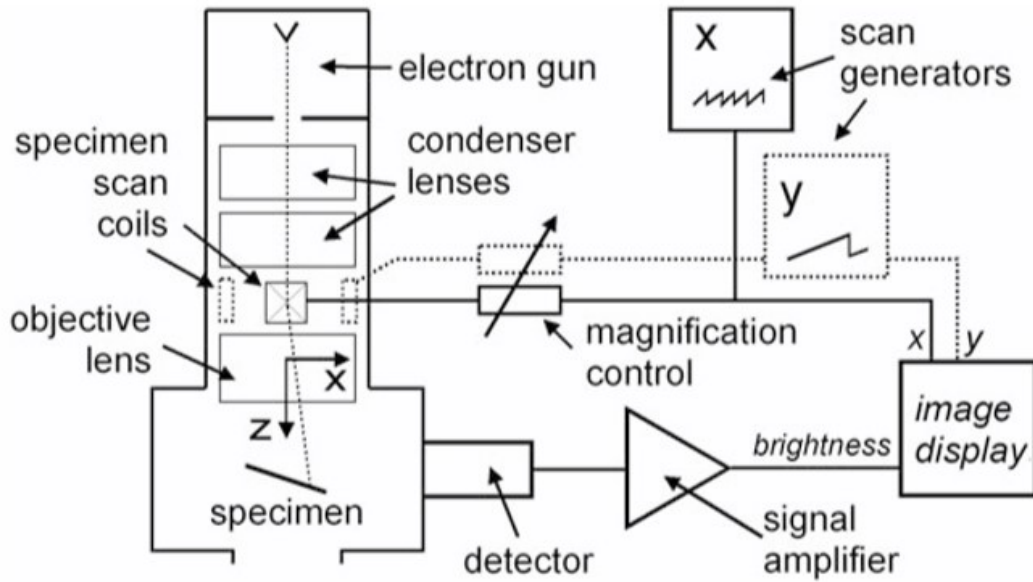 electron gun
specimen
scan
coils
condenser
lenses
objective
lens
x
z
specimen
detector
signal
amplifier
brightness
image
display
x
y
magnification
control
x
y
scan
generators